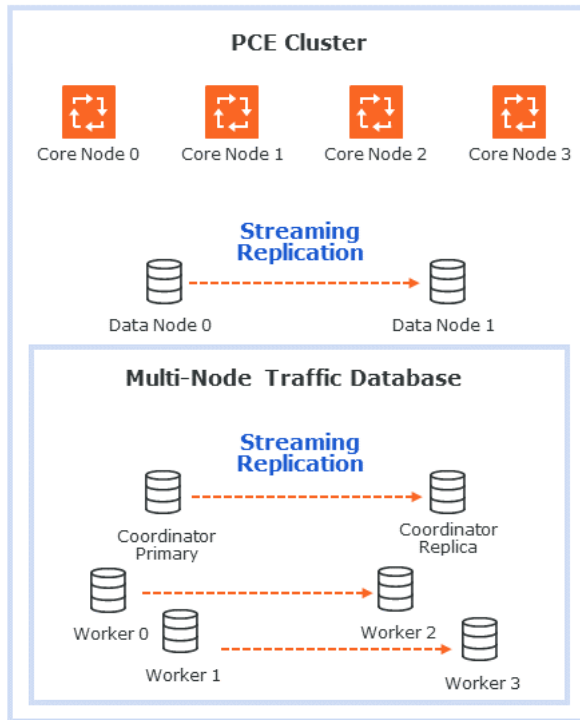 PCE Cluster
Core Node 0
Core Node 1
Core Node 2
Core Node 3
Streaming
Replication
Data Node 0
Data Node 1
Multi-Node Traffic Database
Streaming
Replication
Coordinator
Primary
Coordinator
Replica
Worker 0
Worker 2
Worker 1
Worker 3